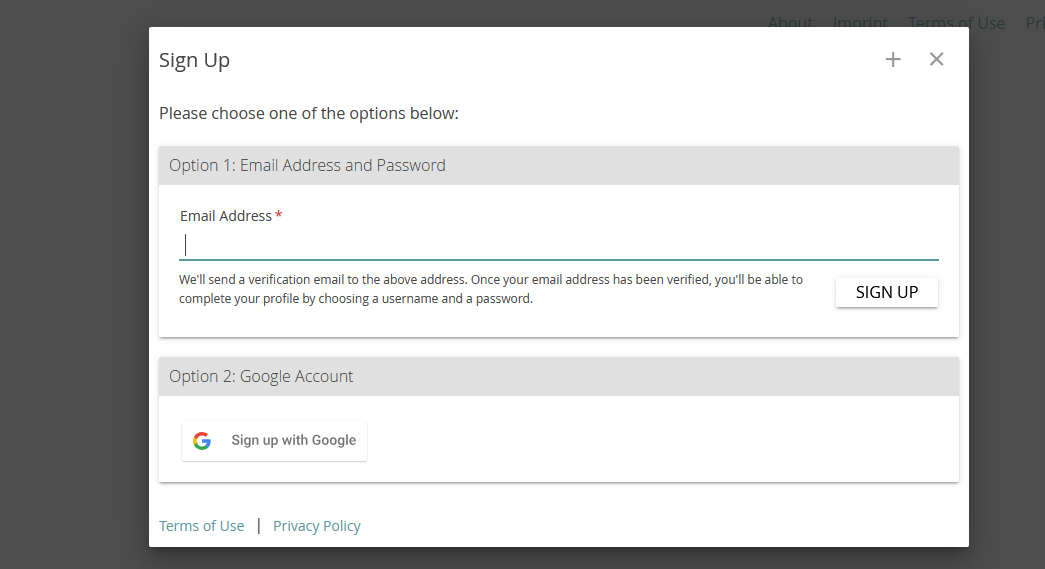 About Imprint Terms of Use Pri
Sign Up
Please choose one of the options below:
Option 1: Email Address and Password
Email Address *
We'll send a verification email to the above address. Once your email address has been verified, you'll be able to
complete your profile by choosing a username and a password.
SIGN UP
Option 2: Google Account
Sign up with Google
Terms of Use | Privacy Policy